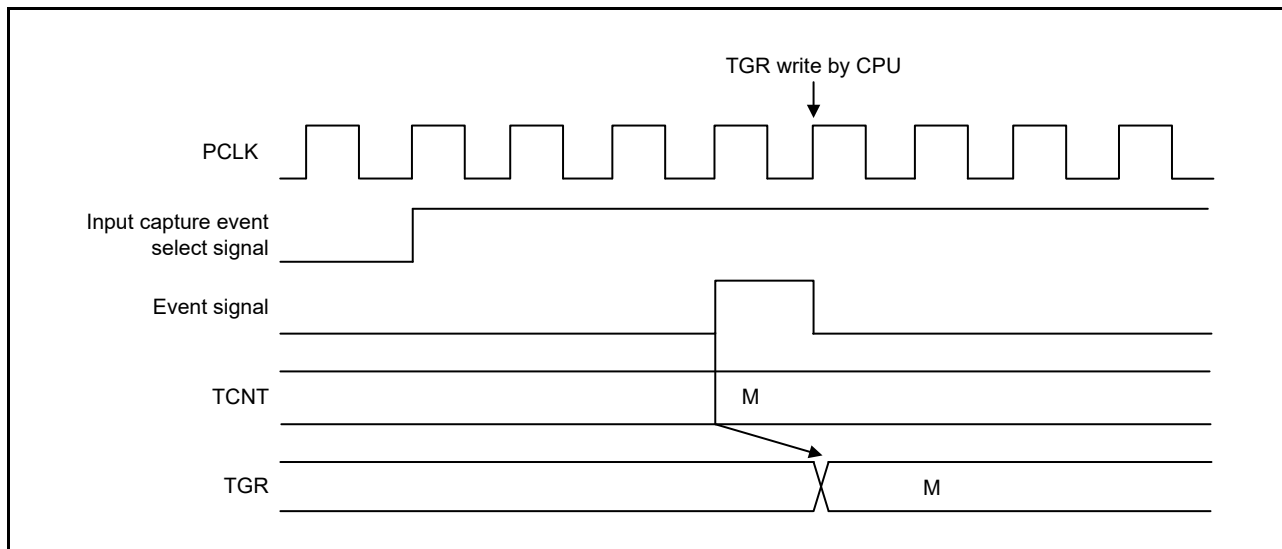 TGR write by CPU
PCLK
Input capture event
select signal
Event signal
TCNT
M
TGR
M